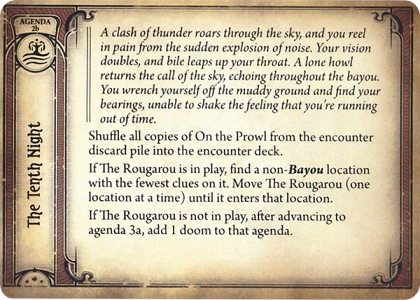 AGENDA
2b
The Tenth Night
A clash of thunder roars through the sky, and you reel
in pain from the sudden explosion of noise. Your vision
doubles, and bile leaps up your throat. A lone howl
returns the call of the sky, echoing throughout the bayou.
You wrench yourself off the muddy ground and find your
bearings, unable to shake the feeling that you're running
out of time.
Shuffle all copies of On the Prowl from the encounter
discard pile into the encounter deck.
If The Rougarou is in play, find a non-Bayou location
with the fewest clues on it. Move The Rougarou (one
location at a time) until it enters that location.
If The Rougarou is not in play, after advancing to
agenda 3a, add 1 doom to that agenda.